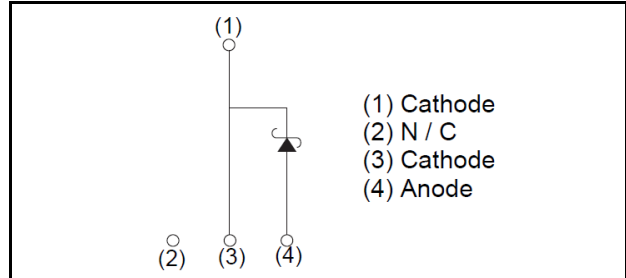 (1)
(1) Cathode
(2) N / C
(3) Cathode
(4) Anode
(2) (3) (4)